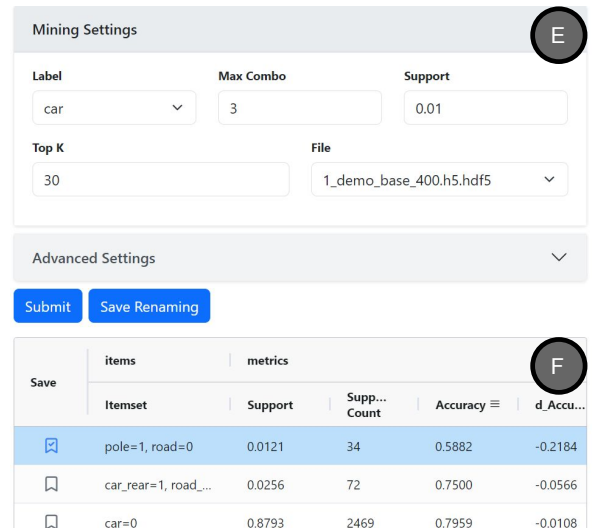 Mining Settings E
Label Max Combo Support
car 3 0.01
Top K File
30 1_demo_base_400.h5.hdf5
Advanced Settings
Submit Save Renaming
items metrics F
Save
Itemset Support Supp... Count Accuracy d_Accu...
pole=1, road=0 0.0121 34 0.5882 -0.2184
car_rear=1, road_... 0.0256 72 0.7500 -0.0566
car=0 0.8793 2469 0.7959 -0.0108